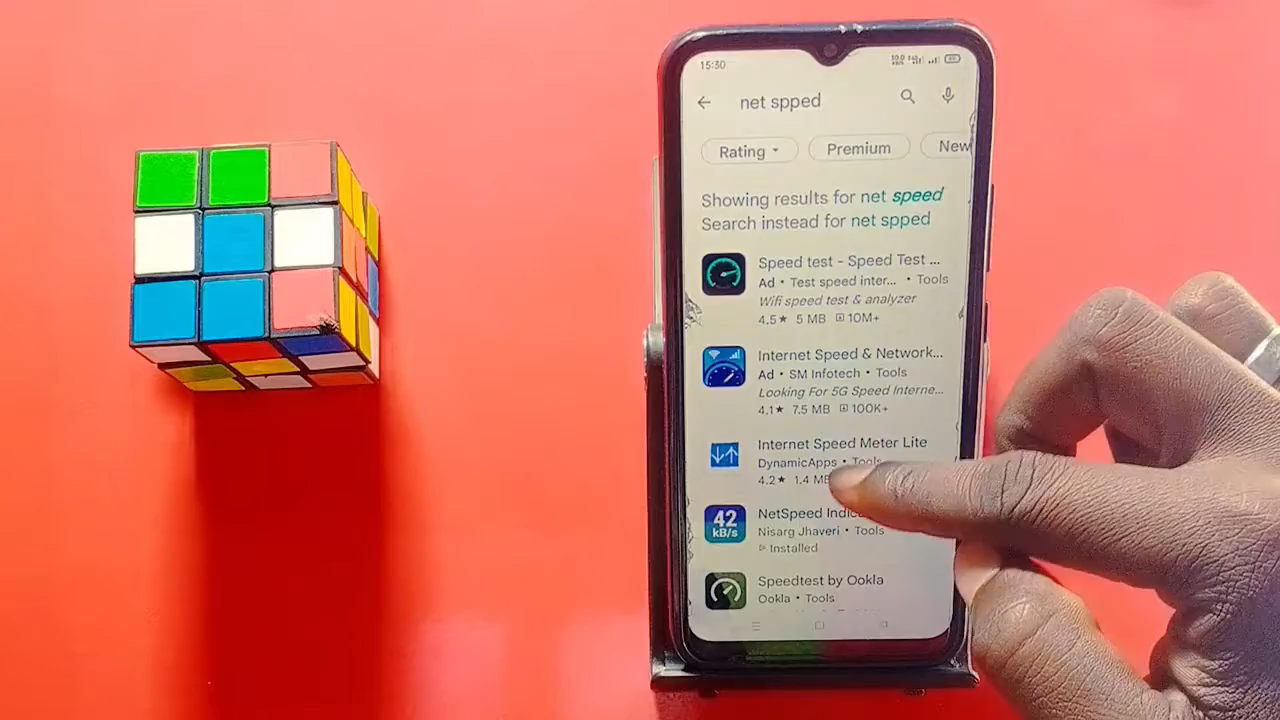 15:30
net spped
Rating
Premium
New
Showing results for net speed
Search instead for net spped
Speed test - Speed Test ...
Ad • Test speed inter... • Tools
Wifi speed test & analyzer
4.5★ 5 MB 10M+
Internet Speed & Network...
Ad • SM Infotech • Tools
Looking For 5G Speed Interne...
4.1★ 7.5 MB 100K+
Internet Speed Meter Lite
DynamicApps • Tools
4.2★ 1.4 MB
42
kB/s
NetSpeed Indic
Nisarg Jhaveri • Tools
Installed
Speedtest by Ookla
Ookla • Tools